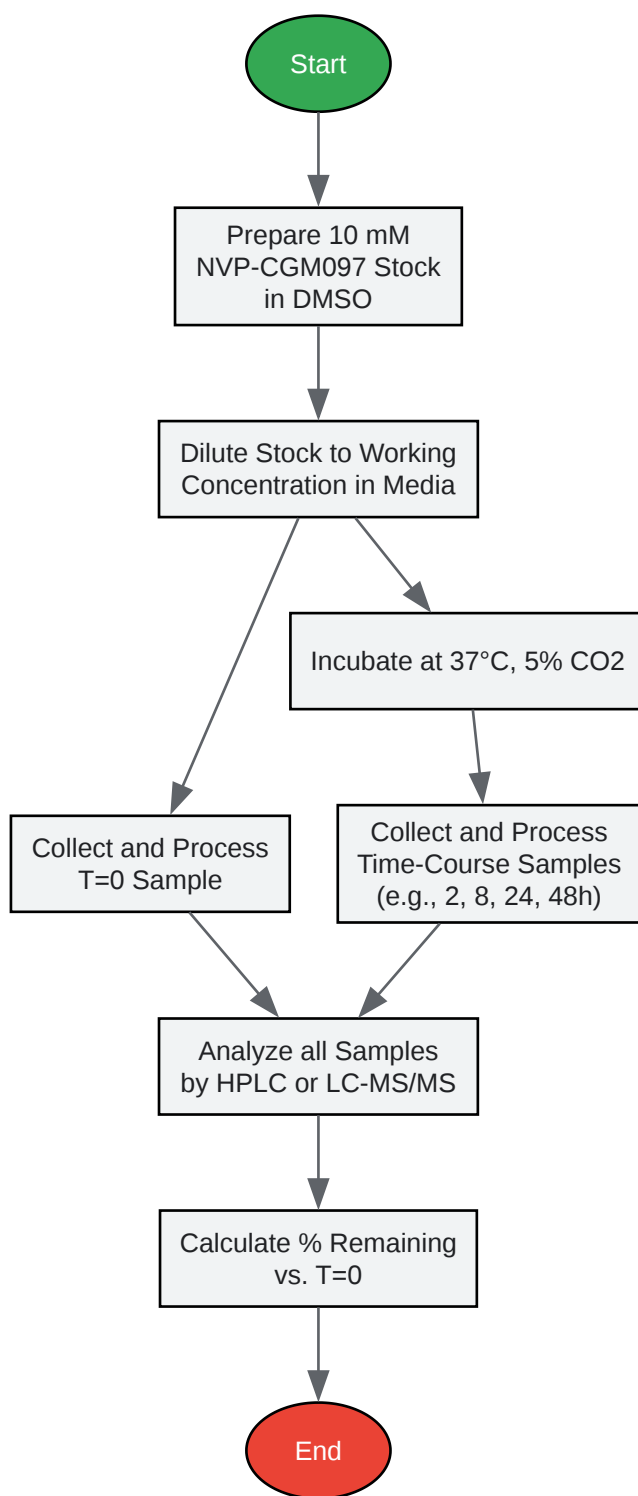 Start
Prepare 10 mM
NVP-CGM097 Stock
in DMSO
Dilute Stock to Working
Concentration in Media
Incubate at 37°C, 5% CO2
Collect and Process
T=0 Sample
Collect and Process
Time-Course Samples
(e.g., 2, 8, 24, 48h)
Analyze all Samples
by HPLC or LC-MS/MS
Calculate % Remaining
vs. T=0
End